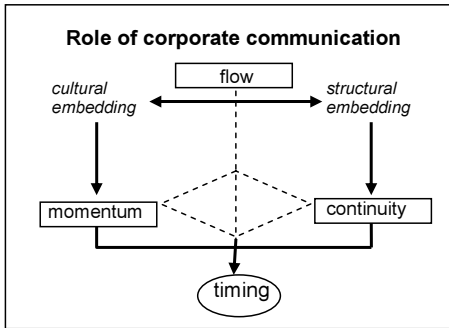 Role of corporate communication
flow
cultural
embedding
structural
embedding
momentum
continuity
timing